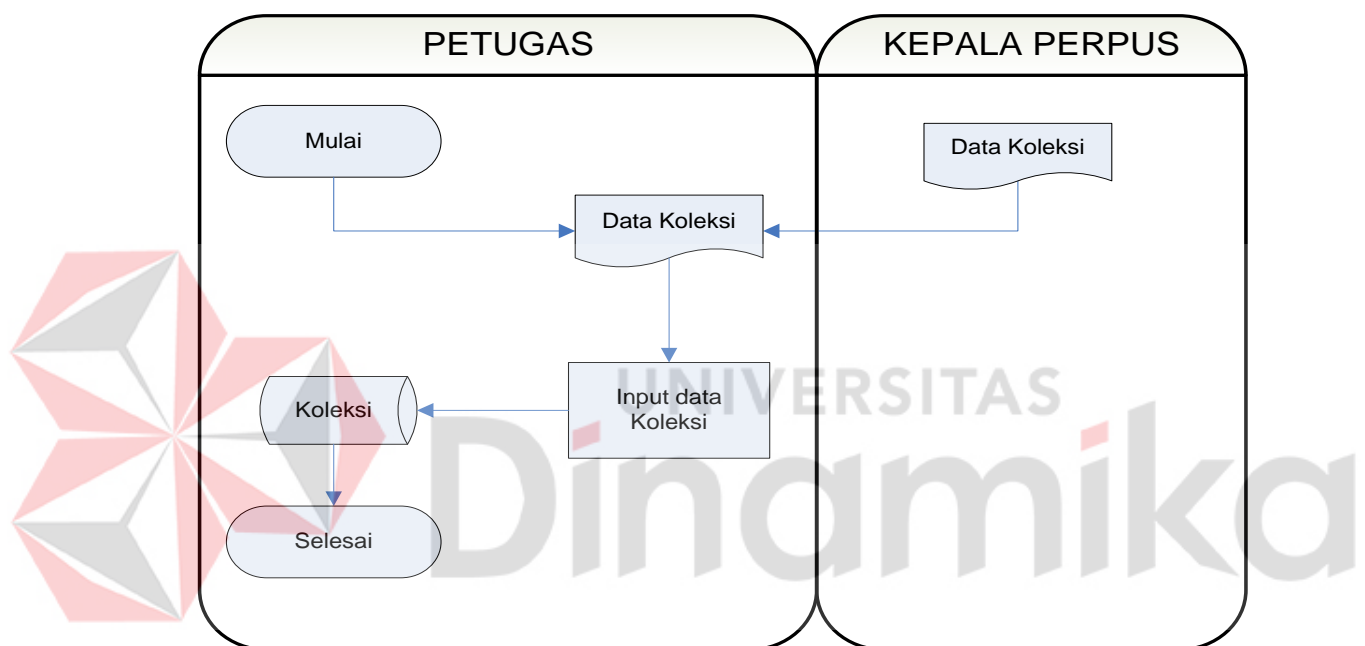 PETUGAS
KEPALA PERPUS
Mulai
Data Koleksi
Data Koleksi
Input data
Koleksi
Koleksi
Selesai
UNIVERSITAS
Dinamika